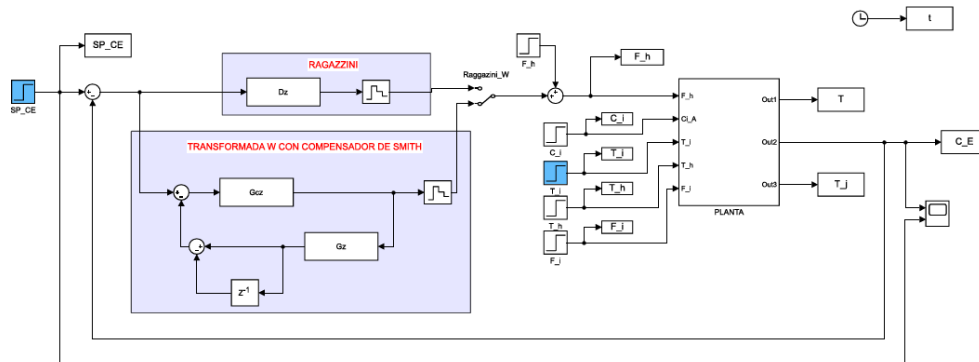 t
SP_CE
RAGAZZINI
F_h
F_h
Raggazini_W
Dz
SP_CE
TRANSFORMADA W CON COMPENSADOR DE SMITH
F_h
Out1
T
C_i
Ci_A
C_i
T_i
T_i
Out2
C_E
T_i
Gcz
T_h
T_h
Out3
T_j
T_h
F_i
PLANTA
F_i
F_i
Gz
z-1